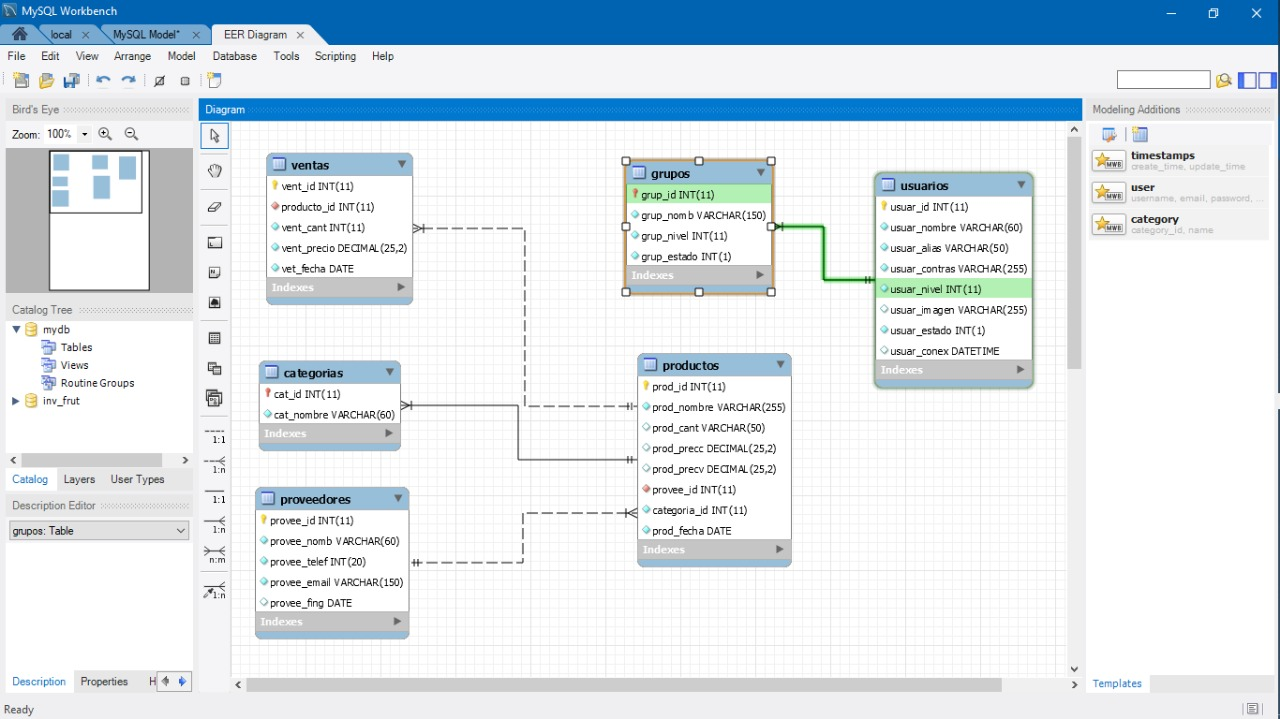 MySQL Workbench
local
MySQL Model*
EER Diagram
File Edit View Arrange Model Database Tools Scripting Help
Bird's Eye
Zoom: 100%
Catalog Tree
mydb
Tables
Views
Routine Groups
inv_frut
Catalog Layers User Types
Description Editor
grupos: Table
Description Properties H
Ready
Diagram
1:1
1:n
1:1
1:n
n:m
1:n
ventas
vent_id INT(11)
producto_id INT(11)
vent_cant INT(11)
vent_precio DECIMAL(25,2)
vet_fecha DATE
Indexes
categorias
cat_id INT(11)
cat_nombre VARCHAR(60)
Indexes
proveedores
provee_id INT(11)
provee_nomb VARCHAR(60)
provee_telef INT(20)
provee_email VARCHAR(150)
provee_fing DATE
Indexes
grupos
grup_id INT(11)
grup_nomb VARCHAR(150)
grup_nivel INT(11)
grup_estado INT(1)
Indexes
productos
prod_id INT(11)
prod_nombre VARCHAR(255)
prod_cant VARCHAR(50)
prod_precc DECIMAL(25,2)
prod_precv DECIMAL(25,2)
provee_id INT(11)
categoria_id INT(11)
prod_fecha DATE
Indexes
usuarios
usuar_id INT(11)
usuar_nombre VARCHAR(60)
usuar_alias VARCHAR(50)
usuar_contras VARCHAR(255)
usuar_nivel INT(11)
usuar_imagen VARCHAR(255)
usuar_estado INT(1)
usuar_conex DATETIME
Indexes
Modeling Additions
MWB
timestamps
create_time, update_time
MWB
user
username, email, password, ...
MWB
category
category_id, name
Templates